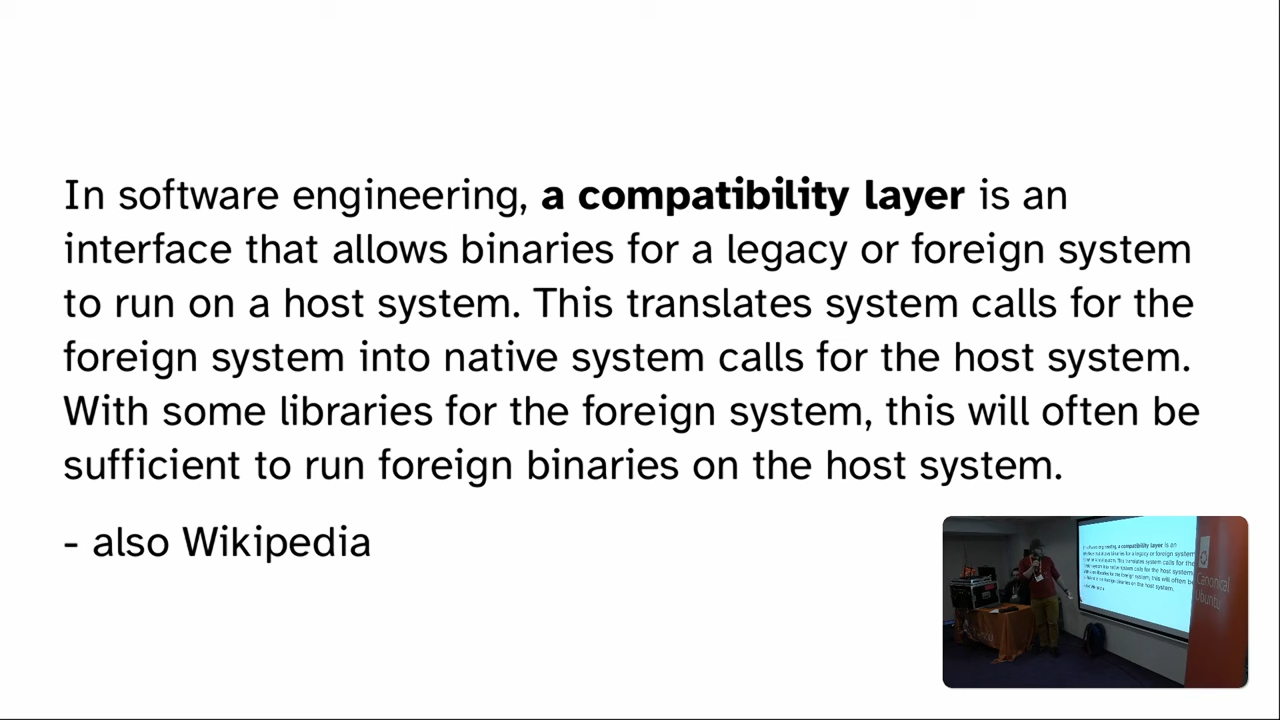 In software engineering, a compatibility layer is an
interface that allows binaries for a legacy or foreign system
to run on a host system. This translates system calls for the
foreign system into native system calls for the host system.
With some libraries for the foreign system, this will often be
sufficient to run foreign binaries on the host system.
- also Wikipedia
Canonical
Ubuntu